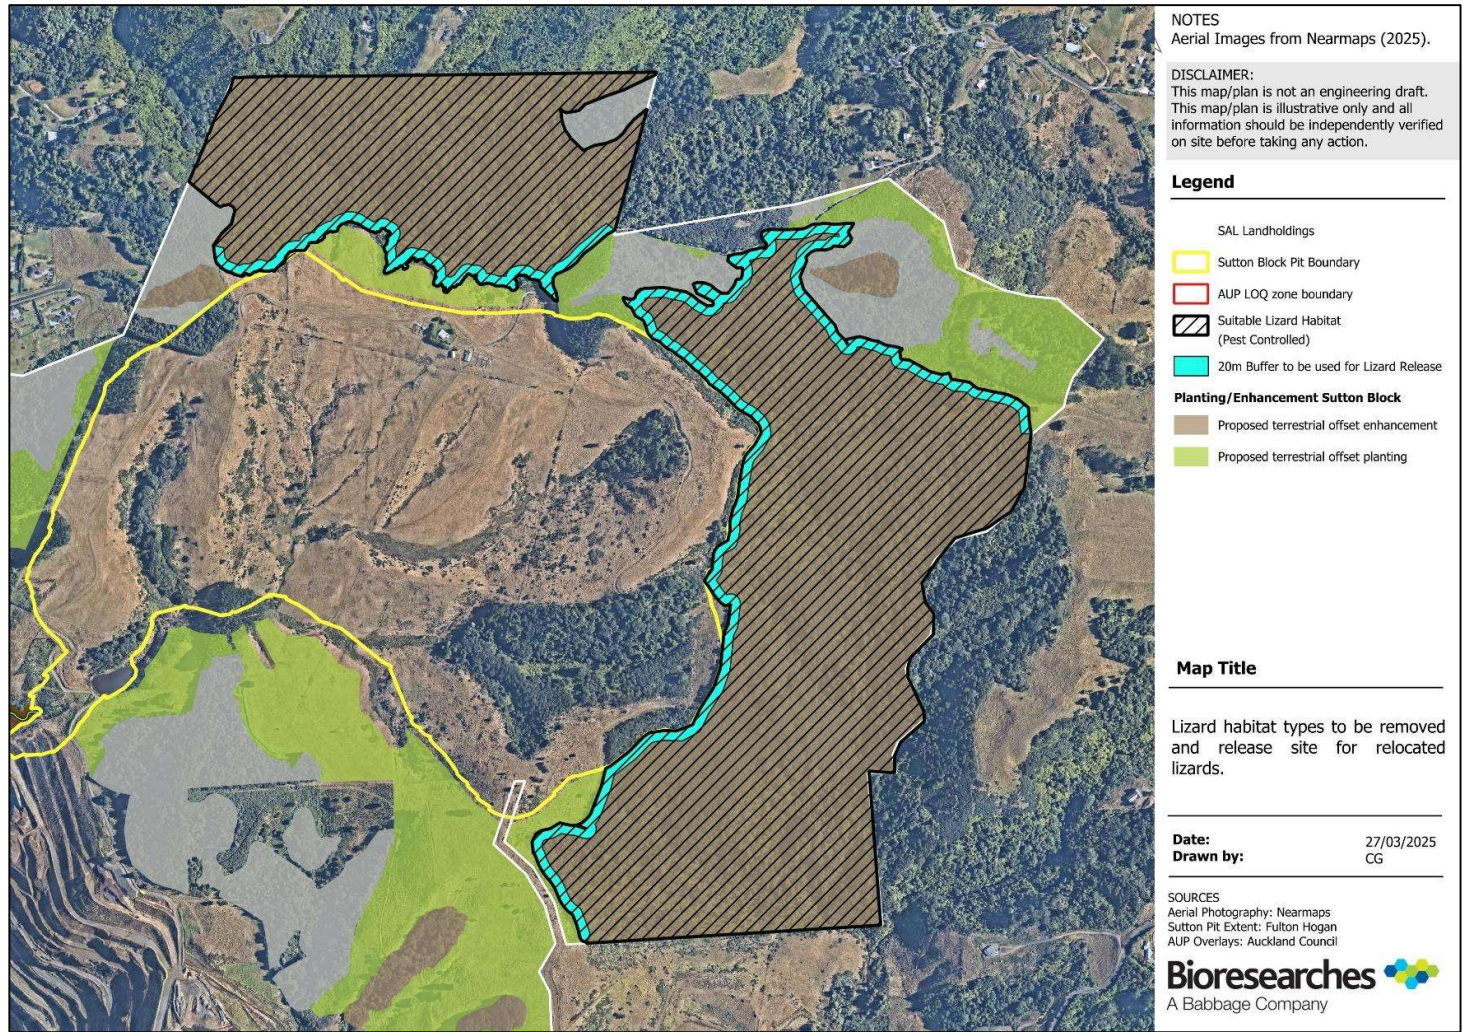 NOTES
Aerial Images from Nearmaps (2025).
DISCLAIMER:
This map/plan is not an engineering draft.
This map/plan is illustrative only and all
information should be independently verified
on site before taking any action.
Legend
SAL Landholdings
Sutton Block Pit Boundary
AUP LOQ zone boundary
Suitable Lizard Habitat
(Pest Controlled)
20m Buffer to be used for Lizard Release
Planting/Enhancement Sutton Block
Proposed terrestrial offset enhancement
Proposed terrestrial offset planting
Map Title
Lizard habitat types to be removed
and release site for relocated
lizards.
Date: 27/03/2025
Drawn by: CG
SOURCES
Aerial Photography: Nearmaps
Sutton Pit Extent: Fulton Hogan
AUP Overlays: Auckland Council
Bioresearches
A Babbage Company